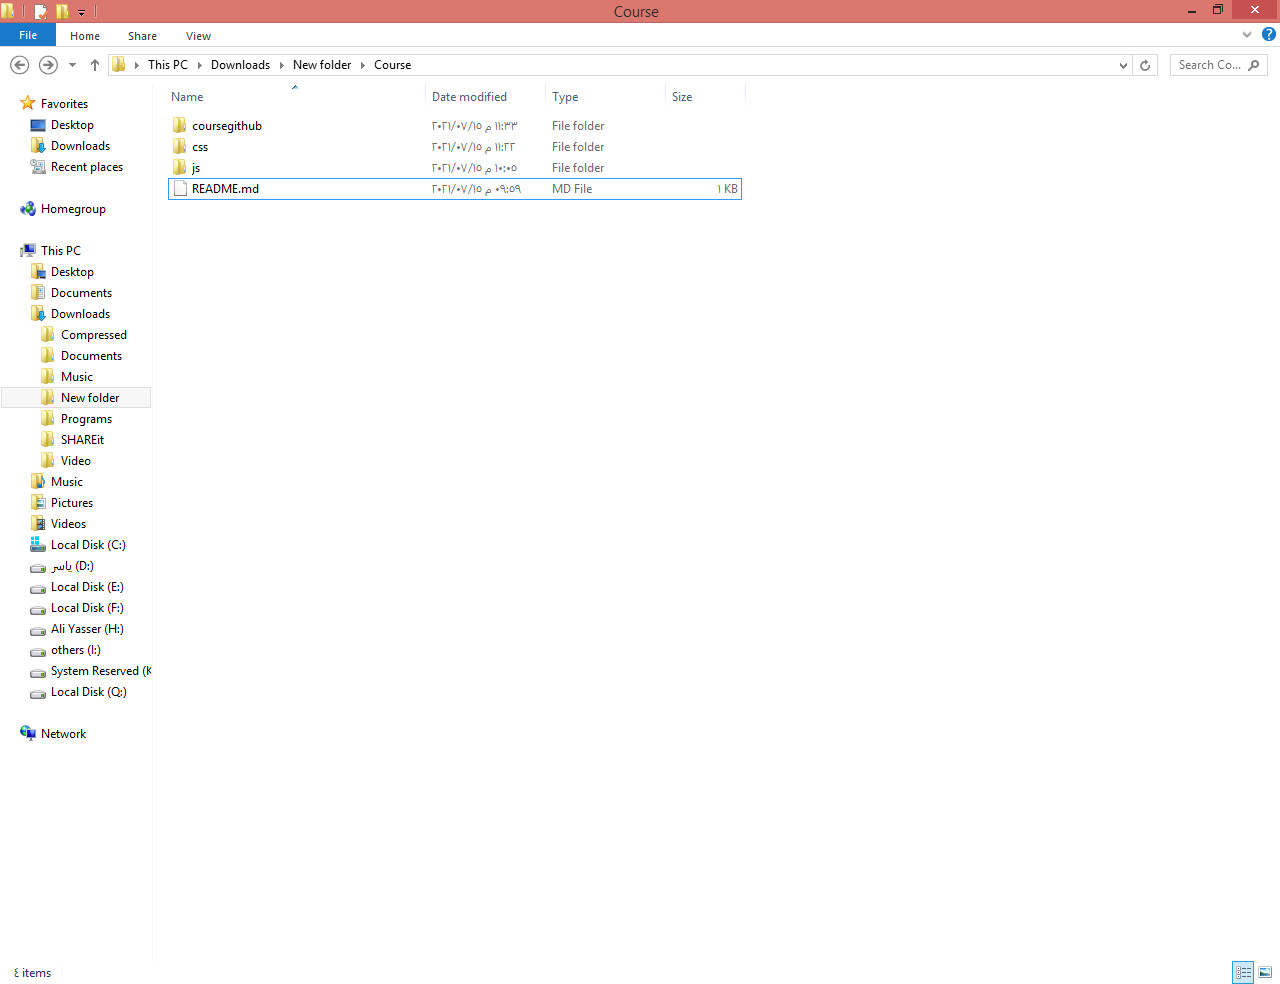 Course
File Home Share View
This PC Downloads New folder Course Search Co...
Name Date modified Type Size
coursegithub ٢٠٢١/٠٧/١٥ ١١:٣٣ م File folder
css ٢٠٢١/٠٧/١٥ ١١:٢٢ م File folder
js ٢٠٢١/٠٧/١٥ ١٠:٠٥ م File folder
README.md ٢٠٢١/٠٧/١٥ ٠٩:٥٩ م MD File ١ KB
Favorites
Desktop
Downloads
Recent places
Homegroup
This PC
Desktop
Documents
Downloads
Compressed
Documents
Music
New folder
Programs
SHAREit
Video
Music
Pictures
Videos
Local Disk (C:)
ياسر (D:)
Local Disk (E:)
Local Disk (F:)
Ali Yasser (H:)
others (I:)
System Reserved (K
Local Disk (Q:)
Network
٤ items